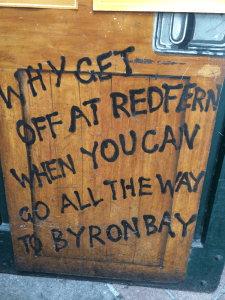 WHY GET
OFF AT REDFERN
WHEN YOU CAN
GO ALL THE WAY
TO BYRON BAY